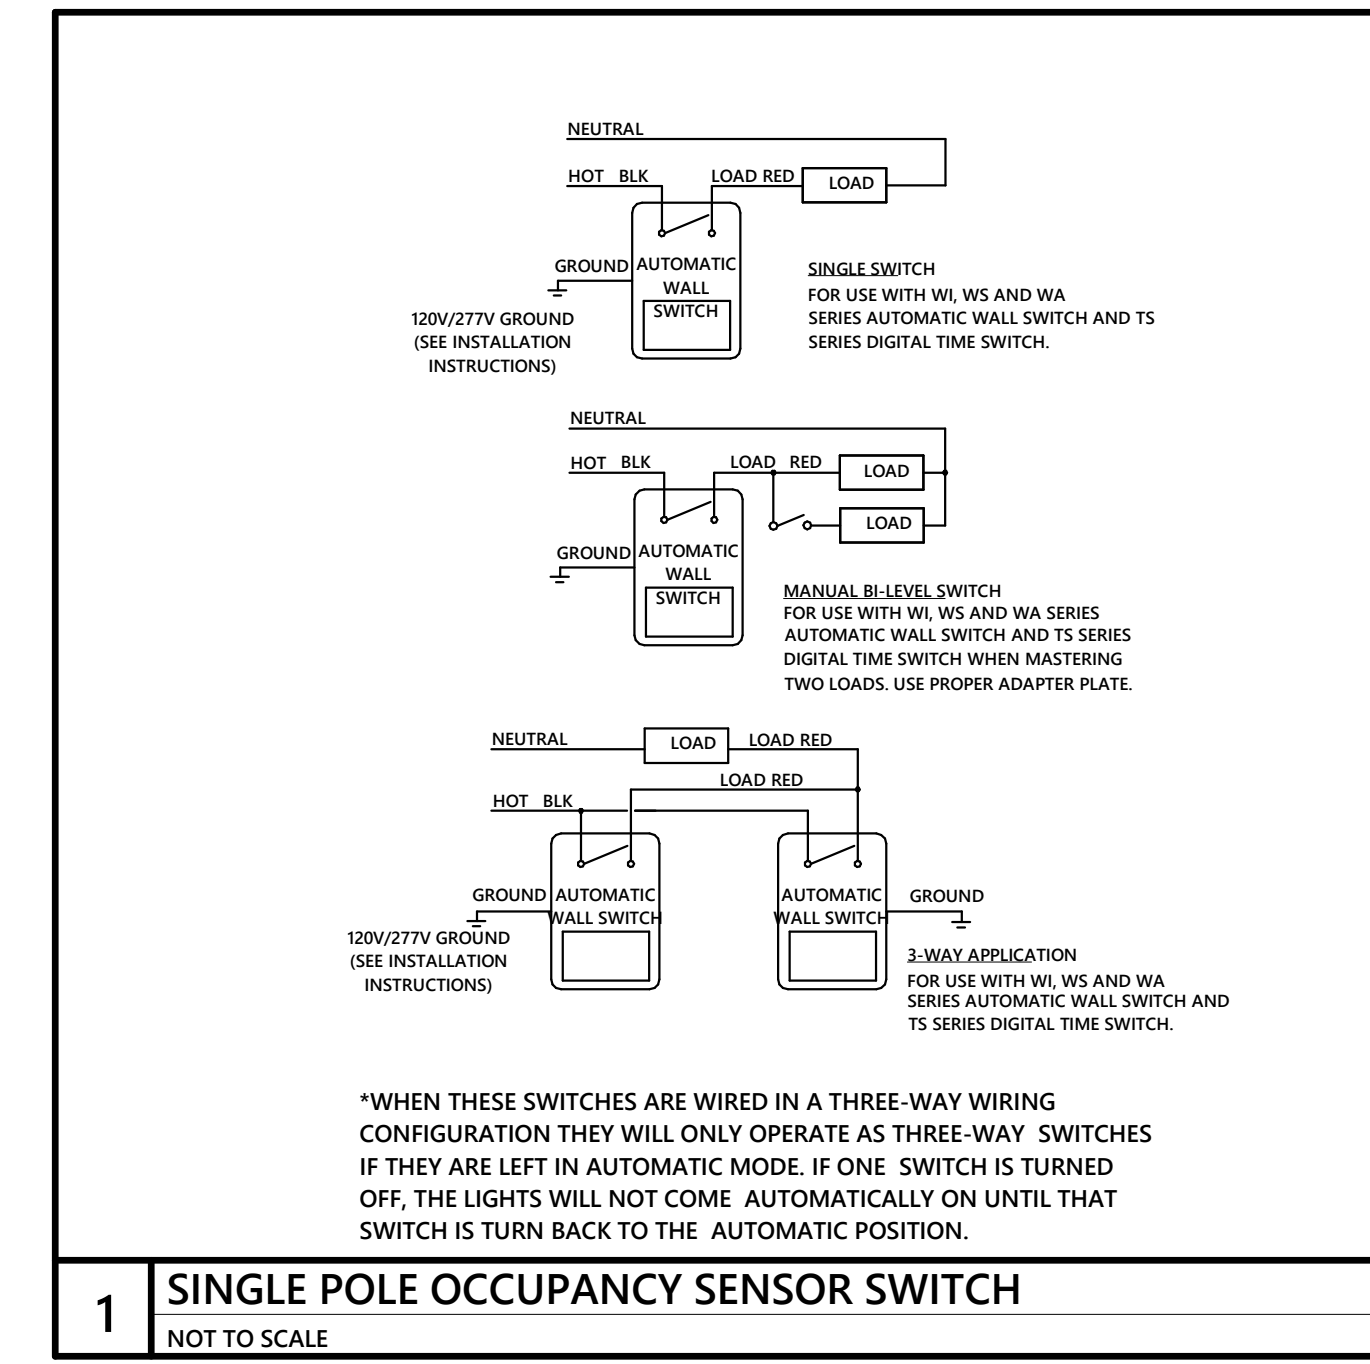 NEUTRAL
HOT BLK LOAD RED LOAD
GROUND AUTOMATIC
WALL
SWITCH
120V/277V GROUND
(SEE INSTALLATION
INSTRUCTIONS)
SINGLE SWITCH
FOR USE WITH WI, WS AND WA
SERIES AUTOMATIC WALL SWITCH AND TS
SERIES DIGITAL TIME SWITCH.
NEUTRAL
HOT BLK LOAD RED LOAD
LOAD
GROUND AUTOMATIC
WALL
SWITCH
MANUAL BI-LEVEL SWITCH
FOR USE WITH WI, WS AND WA SERIES
AUTOMATIC WALL SWITCH AND TS SERIES
DIGITAL TIME SWITCH WHEN MASTERING
TWO LOADS. USE PROPER ADAPTER PLATE.
NEUTRAL LOAD LOAD RED
LOAD RED
HOT BLK
GROUND AUTOMATIC
WALL SWITCH
AUTOMATIC GROUND
WALL SWITCH
120V/277V GROUND
(SEE INSTALLATION
INSTRUCTIONS)
3-WAY APPLICATION
FOR USE WITH WI, WS AND WA
SERIES AUTOMATIC WALL SWITCH AND
TS SERIES DIGITAL TIME SWITCH.
*WHEN THESE SWITCHES ARE WIRED IN A THREE-WAY WIRING
CONFIGURATION THEY WILL ONLY OPERATE AS THREE-WAY SWITCHES
IF THEY ARE LEFT IN AUTOMATIC MODE. IF ONE SWITCH IS TURNED
OFF, THE LIGHTS WILL NOT COME AUTOMATICALLY ON UNTIL THAT
SWITCH IS TURN BACK TO THE AUTOMATIC POSITION.
1
SINGLE POLE OCCUPANCY SENSOR SWITCH
NOT TO SCALE